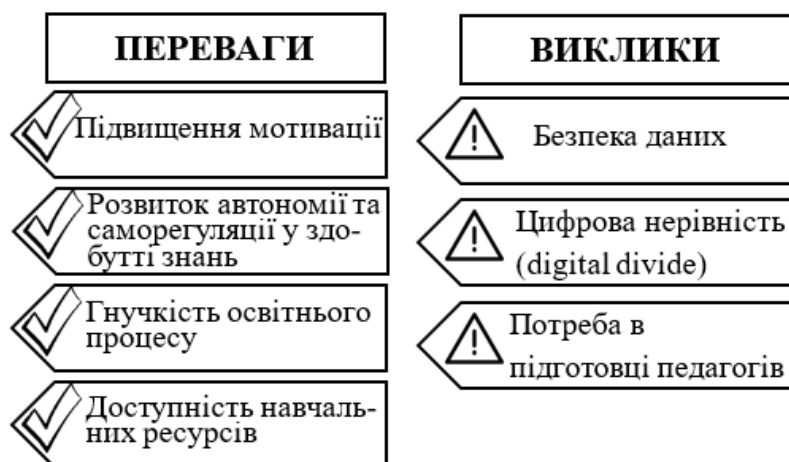 ПЕРЕВАГИ
Підвищення мотивації
Розвиток автономії та
саморегуляції у здо-
бутті знань
Гнучкість освітнього
процесу
Доступність навчаль-
них ресурсів
ВИКЛИКИ
Безпека даних
Цифрова нерівність
(digital divide)
Потреба в
підготовці педагогів